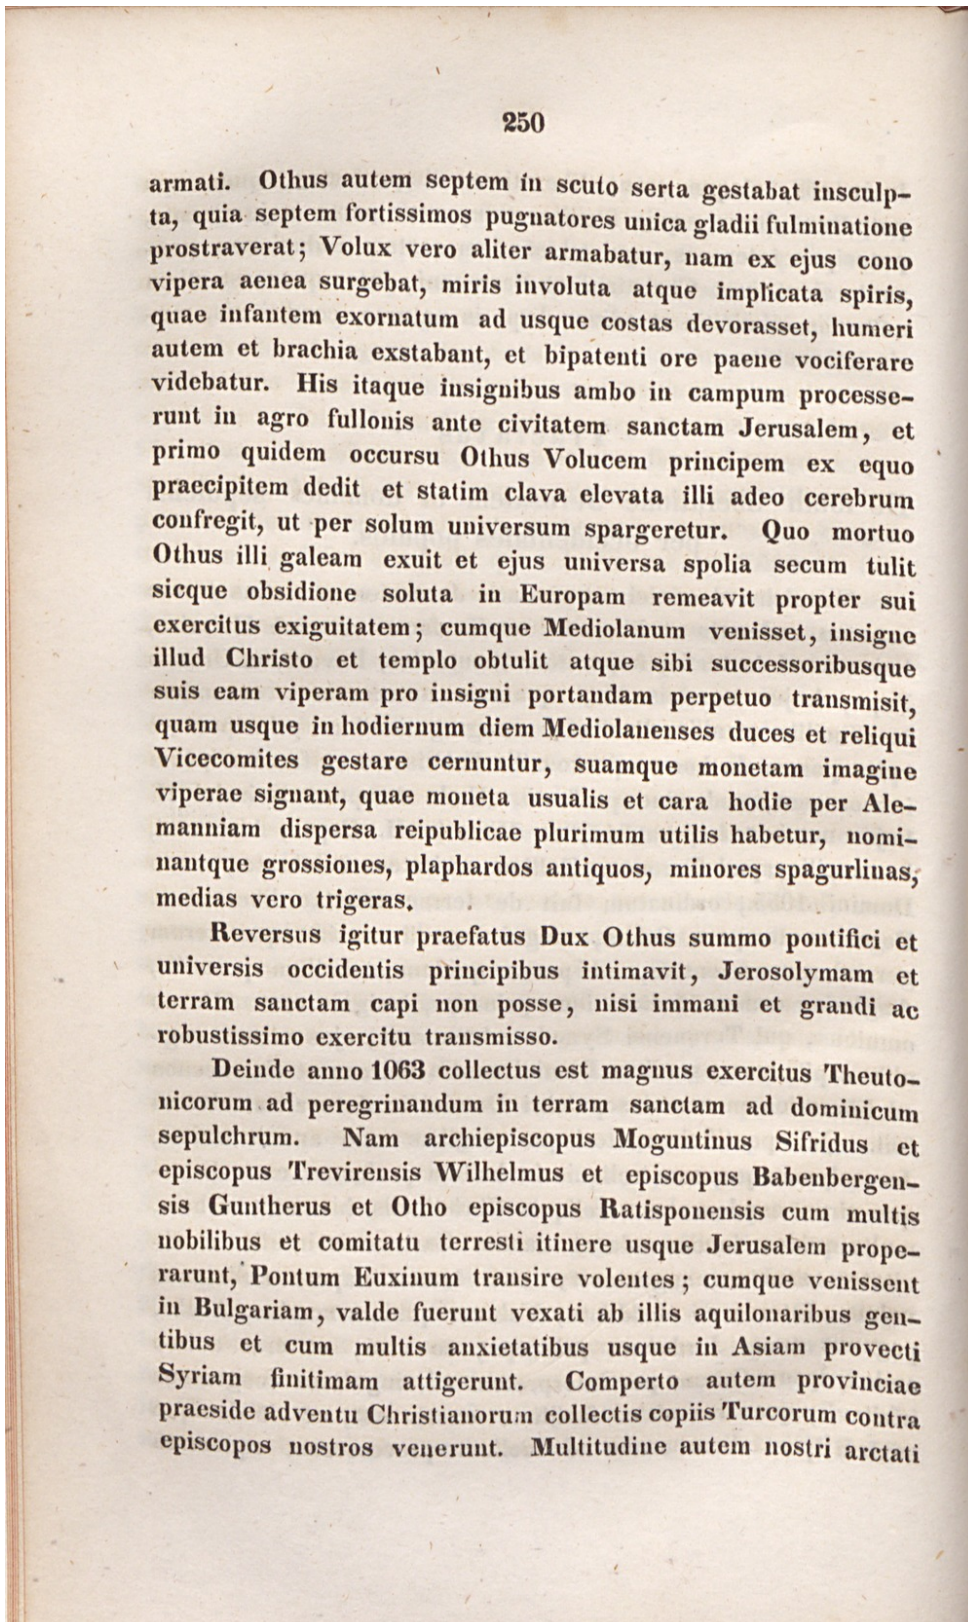 250
armati. Othus autem septem in scuto serta gestabat insculp-
ta, quia septem fortissimos pugnatores unica gladii fulminatione
prostraverat; Volux vero aliter armabatur, nam ex ejus cono
vipera aenea surgebat, miris involuta atque implicata spiris,
quae infantem exornatum ad usque costas devorasset, humeri
autem et brachia exstabant, et bipatenti ore paene vociferare
videbatur. His itaque insignibus ambo in campum processe-
runt in agro fullonis ante civitatem sanctam Jerusalem, et
primo quidem occursu Othus Volucem principem ex equo
praecipitem dedit et statim clava elevata illi adeo cerebrum
confregit, ut per solum universum spargeretur. Quo mortuo
Othus illi galeam exuit et ejus universa spolia secum tulit
sicque obsidione soluta in Europam remeavit propter sui
exercitus exiguitatem; cumque Mediolanum venisset, insigne
illud Christo et templo obtulit atque sibi successoribusque
suis eam viperam pro insigni portandam perpetuo transmisit,
quam usque in hodiernum diem Mediolanenses duces et reliqui
Vicecomites gestare cernuntur, suamque monetam imagine
viperae signant, quae moneta usualis et cara hodie per Ale-
manniam dispersa reipublicae plurimum utilis habetur, nomi-
nantque grossiones, plaphardos antiquos, minores spagurlinas,
medias vero trigeras.
Reversus igitur praefatus Dux Othus summo pontifici et
universis occidentis principibus intimavit, Jerosolymam et
terram sanctam capi non posse, nisi immani et grandi ac
robustissimo exercitu transmisso.
Deinde anno 1063 collectus est magnus exercitus Theuto-
nicorum ad peregrinandum in terram sanctam ad dominicum
sepulchrum. Nam archiepiscopus Moguntinus Sifridus et
episcopus Trevirensis Wilhelmus et episcopus Babenbergen-
sis Guntherus et Otho episcopus Ratisponensis cum multis
nobilibus et comitatu terresti itinere usque Jerusalem prope-
rarunt, Pontum Euxinum transire volentes; cumque venissent
in Bulgariam, valde fuerunt vexati ab illis aquilonaribus gen-
tibus et cum multis anxietatibus usque in Asiam provecti
Syriam finitimam attigerunt. Comperto autem provinciae
praeside adventu Christianorum collectis copiis Turcorum contra
episcopos nostros venerunt. Multitudine autem nostri arctati